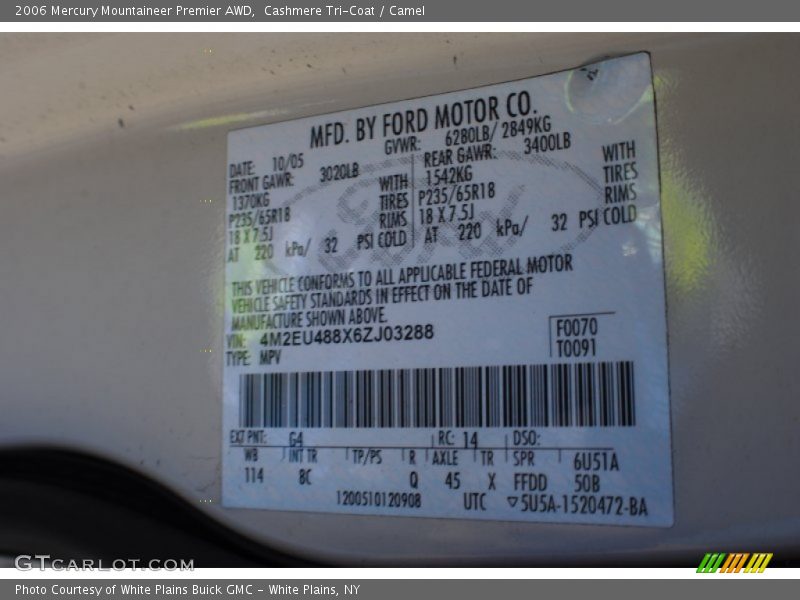 2006 Mercury Mountaineer Premier AWD,  Cashmere Tri-Coat / Camel
MFD. BY FORD MOTOR CO.
DATE: 10/05 GVWR: 6280LB/ 2849KG
FRONT GAWR: 3020LB REAR GAWR: 3400LB
1370KG WITH 1542KG WITH
P235/65R18 TIRES P235/65R18 TIRES
18 X 7.5J RIMS 18 X 7.5J RIMS
AT 220 kPa/ 32 PSI COLD AT 220 kPa/ 32 PSI COLD
Ford
THIS VEHICLE CONFORMS TO ALL APPLICABLE FEDERAL MOTOR
VEHICLE SAFETY STANDARDS IN EFFECT ON THE DATE OF
MANUFACTURE SHOWN ABOVE.
VIN: 4M2EU488X6ZJ03288 F0070
TYPE: MPV T0091
EXT PNT: G4 RC: 14 DSO:
WB INT TR TP/PS R AXLE TR SPR 6U51A
114 8C Q 45 X FFDD 50B
1200510120908 UTC ▽5U5A-1520472-BA
GTCARLOT.COM
Photo Courtesy of White Plains Buick GMC – White Plains, NY